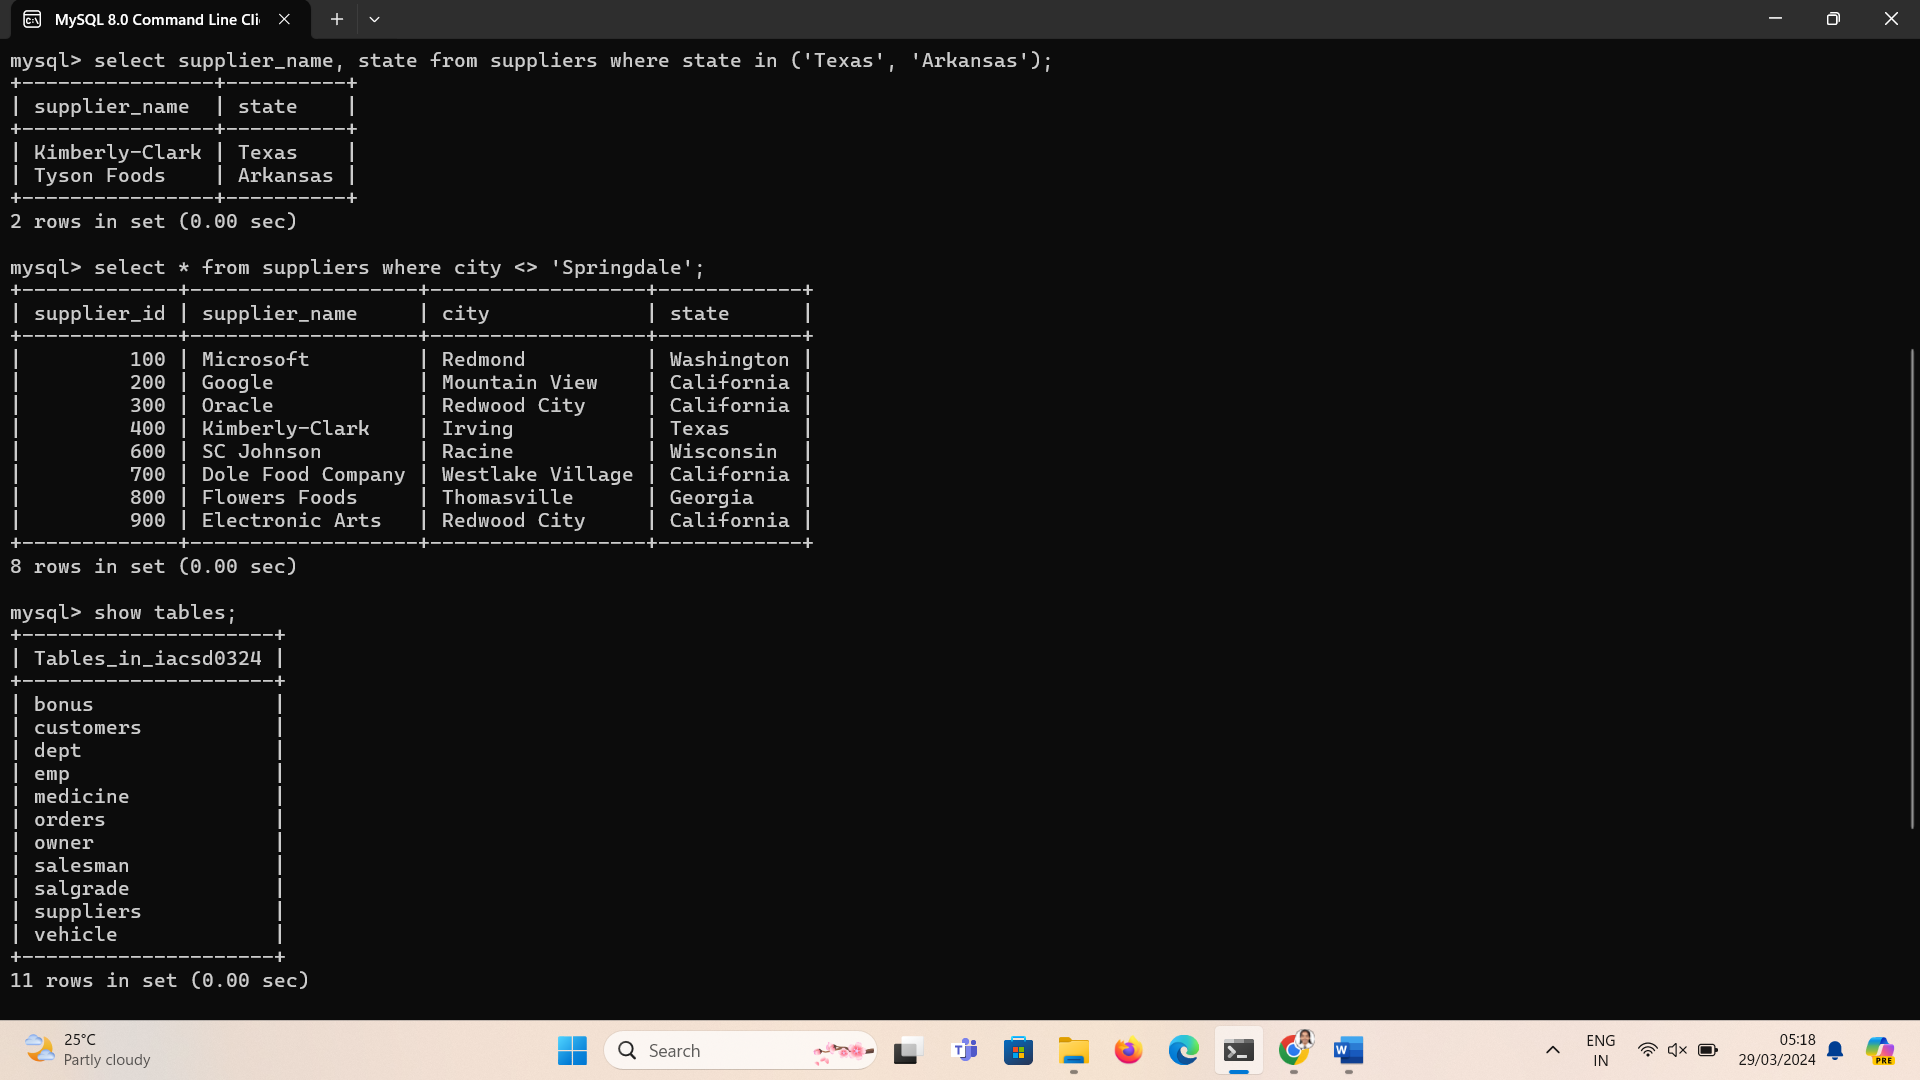 MySQL 8.0 Command Line Cli
mysql> select supplier_name, state from suppliers where state in ('Texas', 'Arkansas');
+----------------+----------+
| supplier_name  | state    |
+----------------+----------+
| Kimberly-Clark | Texas    |
| Tyson Foods    | Arkansas |
+----------------+----------+
2 rows in set (0.00 sec)
mysql> select * from suppliers where city <> 'Springdale';
+-------------+-------------------+------------------+------------+
| supplier_id | supplier_name     | city             | state      |
+-------------+-------------------+------------------+------------+
|         100 | Microsoft         | Redmond          | Washington |
|         200 | Google            | Mountain View    | California |
|         300 | Oracle            | Redwood City     | California |
|         400 | Kimberly-Clark    | Irving           | Texas      |
|         600 | SC Johnson        | Racine           | Wisconsin  |
|         700 | Dole Food Company | Westlake Village | California |
|         800 | Flowers Foods     | Thomasville      | Georgia    |
|         900 | Electronic Arts   | Redwood City     | California |
+-------------+-------------------+------------------+------------+
8 rows in set (0.00 sec)
mysql> show tables;
+---------------------+
| Tables_in_iacsd0324 |
+---------------------+
| bonus               |
| customers           |
| dept                |
| emp                 |
| medicine            |
| orders              |
| owner               |
| salesman            |
| salgrade            |
| suppliers           |
| vehicle             |
+---------------------+
11 rows in set (0.00 sec)
25°C
Partly cloudy
Search
ENG
IN
05:18
29/03/2024
PRE